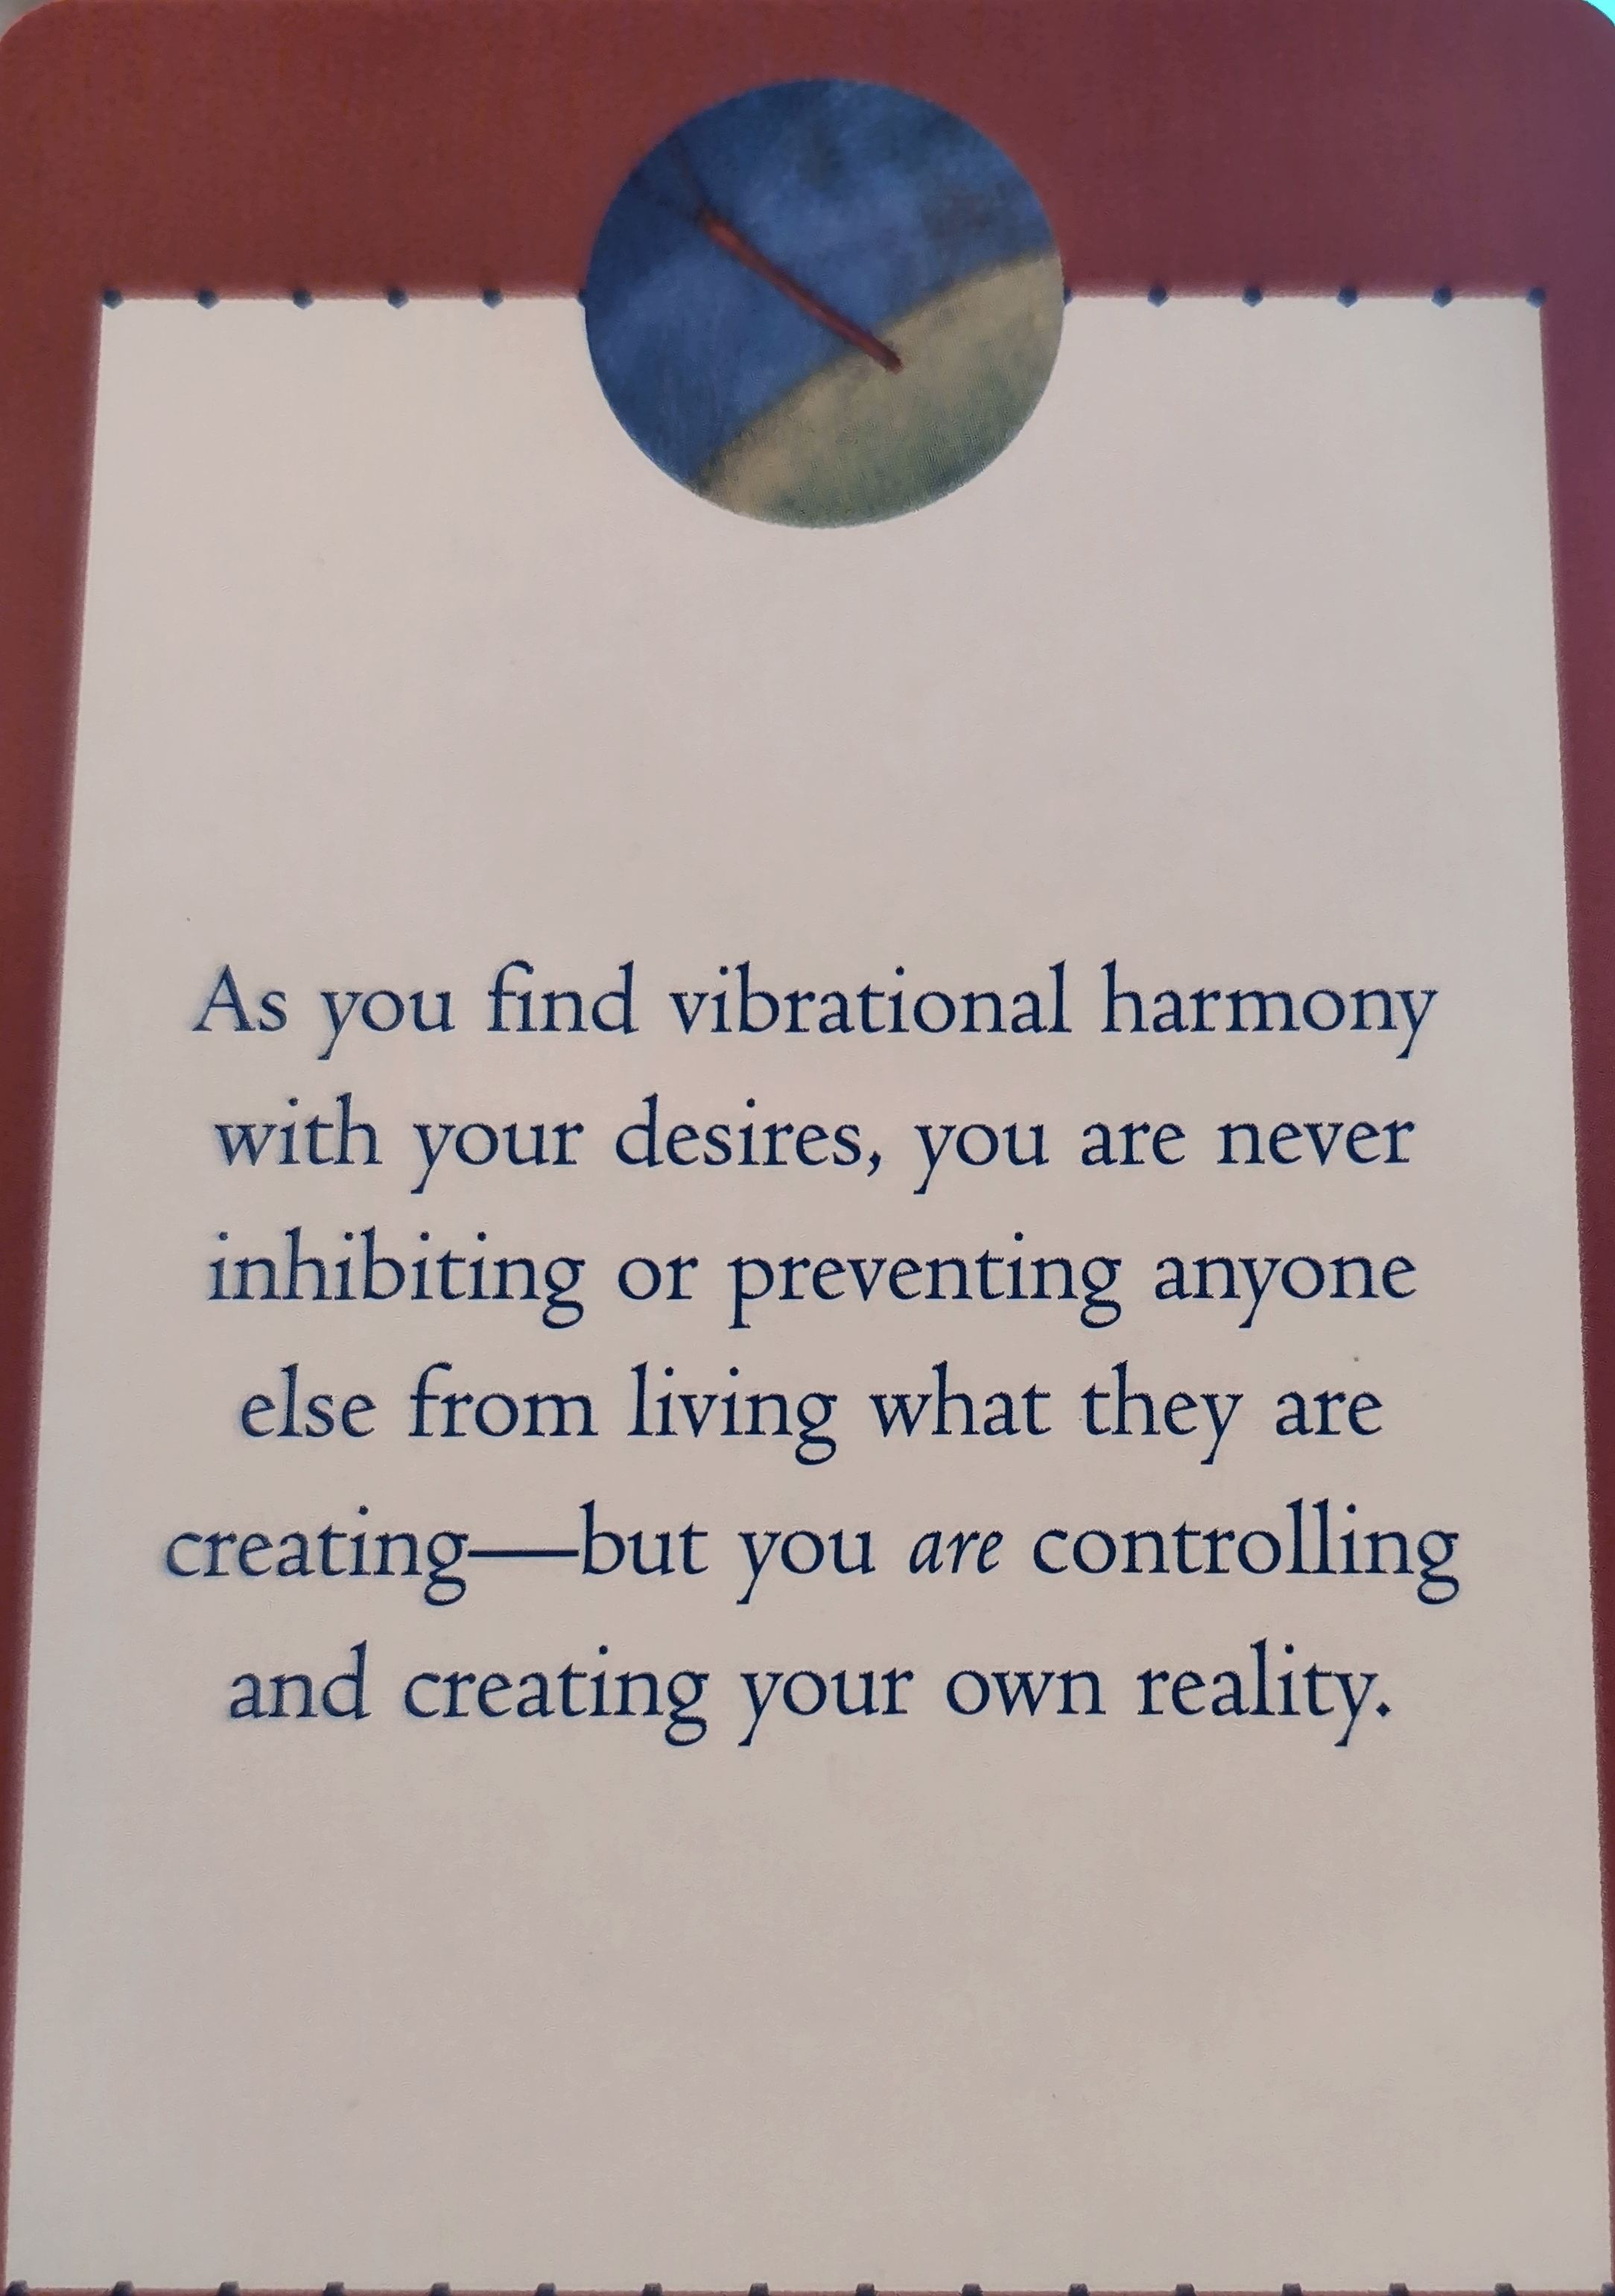 As you find vibrational harmony
with your desires, you are never
inhibiting or preventing anyone
else from living what they are
creating—but you are controlling
and creating your own reality.